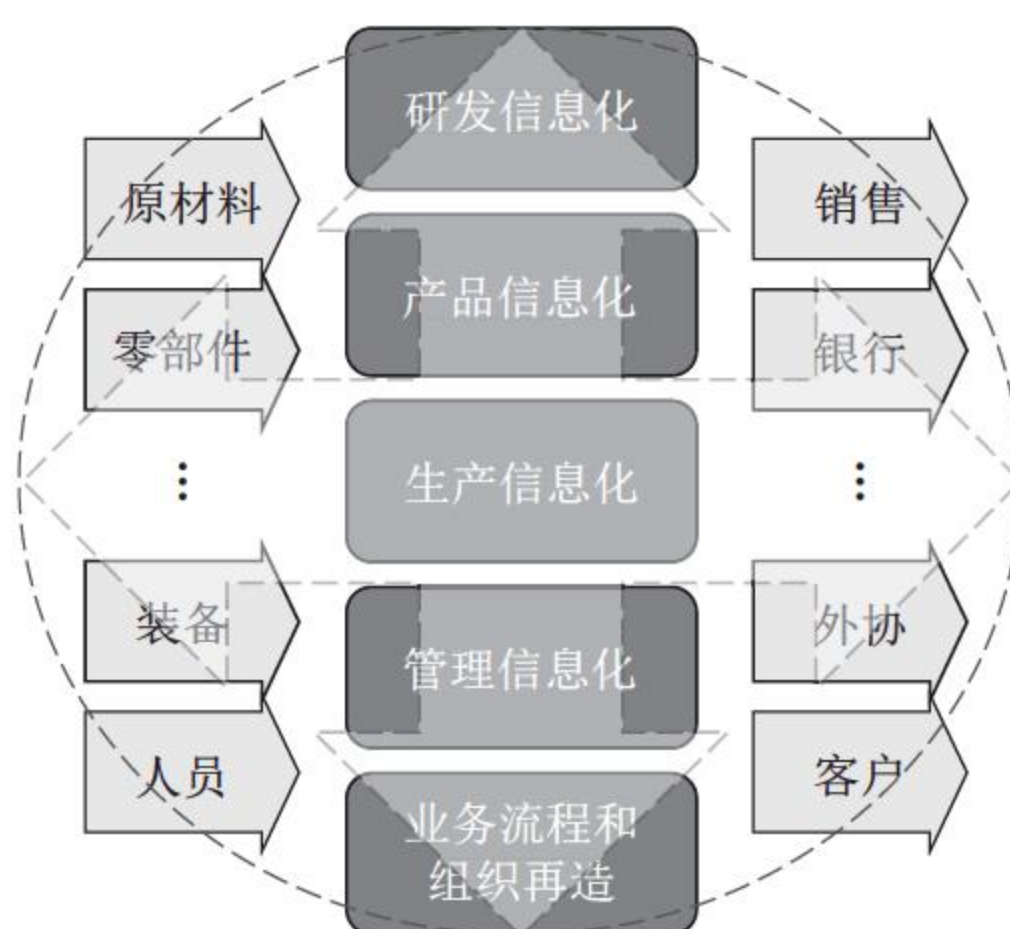 研发信息化
原材料
销售
产品信息化
零部件
银行
⋮
生产信息化
⋮
装备
外协
管理信息化
人员
客户
业务流程和
组织再造